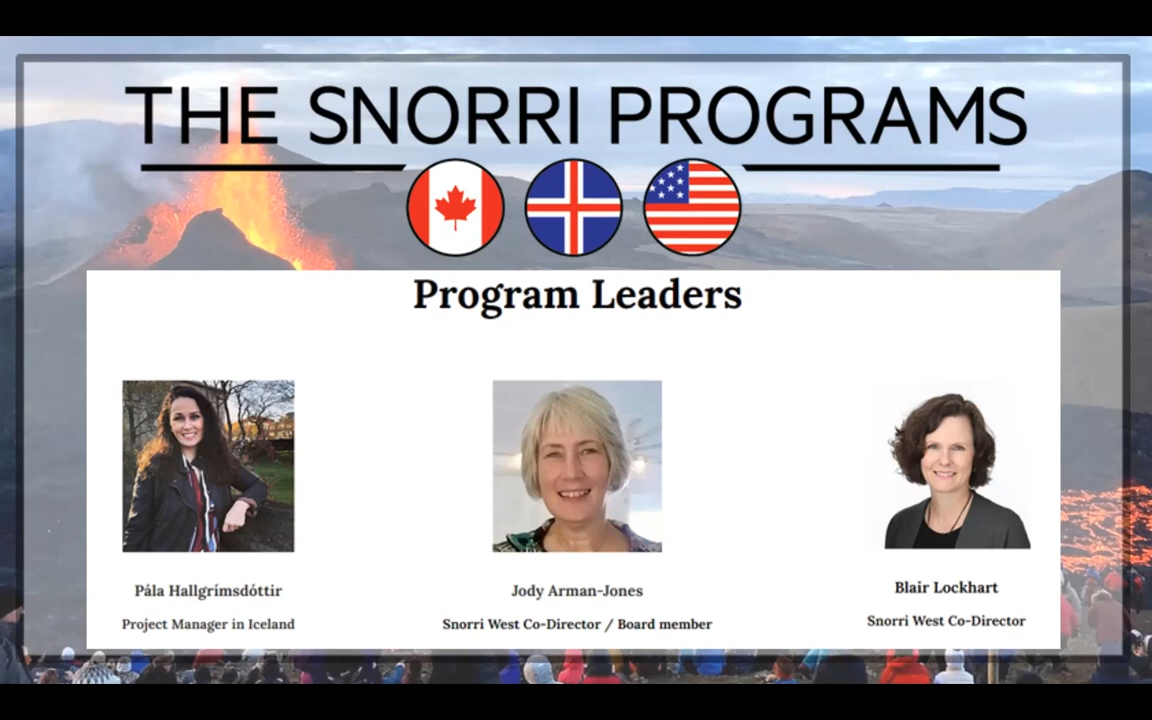 THE SNORRI PROGRAMS
Program Leaders
Pála Hallgrímsdóttir
Project Manager in Iceland
Jody Arman-Jones
Snorri West Co-Director / Board member
Blair Lockhart
Snorri West Co-Director